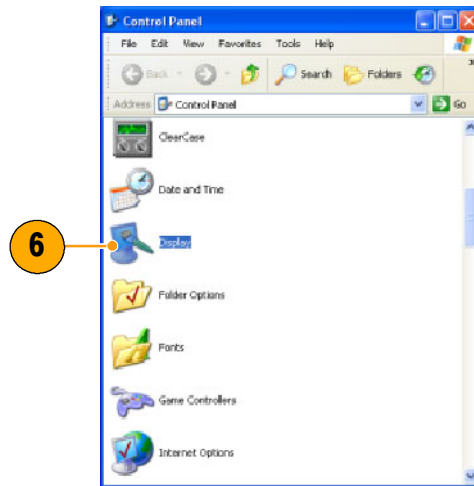 Control Panel
File Edit View Favorites Tools Help
Back Search Folders
Address Control Panel Go
ClearCase
Date and Time
6
Display
Folder Options
Fonts
Game Controllers
Internet Options